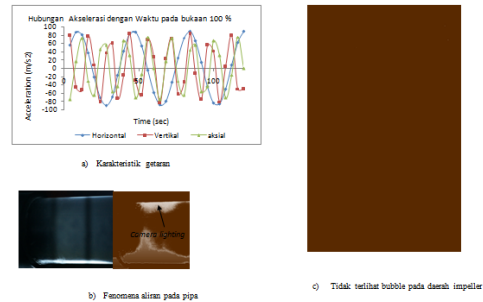 Hubungan Akselerasi dengan Waktu pada bukaan 100 %
Acceleration (m/s2)
100
80
60
40
20
0
-20
-40
-60
-80
-100
0
50
100
Time (sec)
Horizontal Vertikal aksial
a) Karakteristik getaran
Camera lighting
b) Fenomena aliran pada pipa
c) Tidak terlihat bubble pada daerah impeller